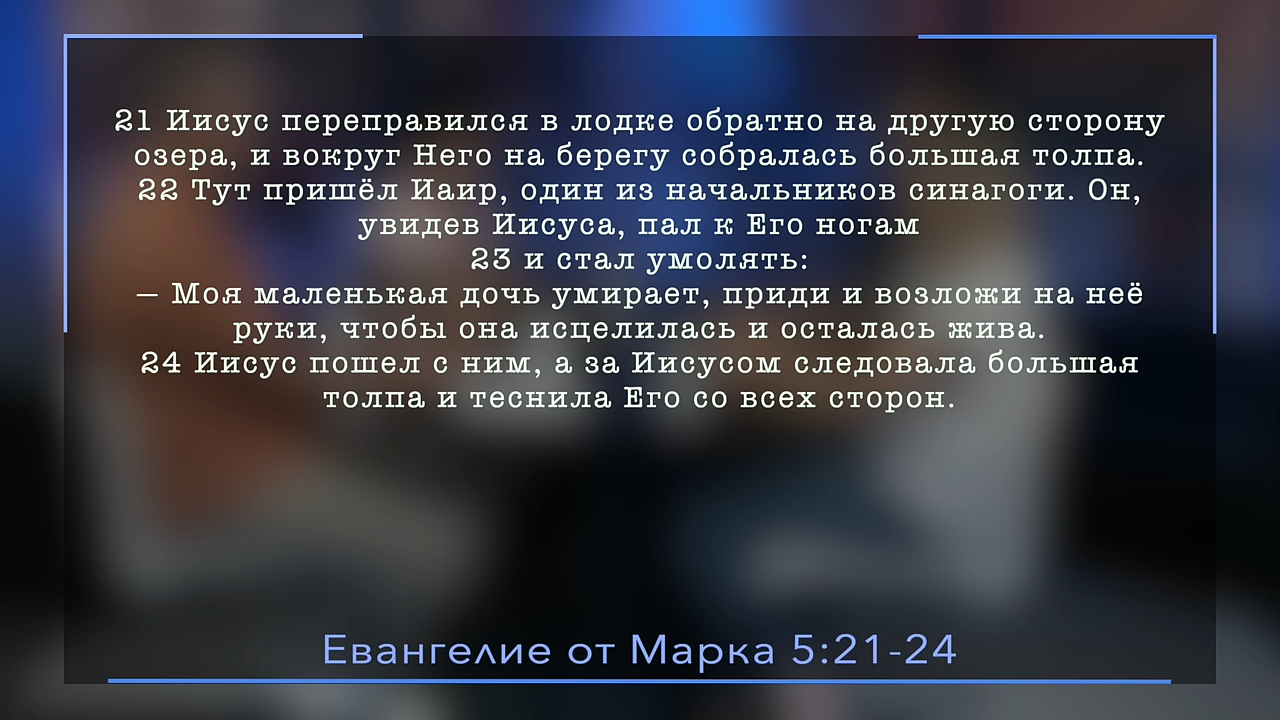 21 Иисус переправился в лодке обратно на другую сторону
озера, и вокруг Него на берегу собралась большая толпа.
22 Тут пришёл Иаир, один из начальников синагоги. Он,
увидев Иисуса, пал к Его ногам
23 и стал умолять:
— Моя маленькая дочь умирает, приди и возложи на неё
руки, чтобы она исцелилась и осталась жива.
24 Иисус пошел с ним, а за Иисусом следовала большая
толпа и теснила Его со всех сторон.
Евангелие от Марка 5:21-24